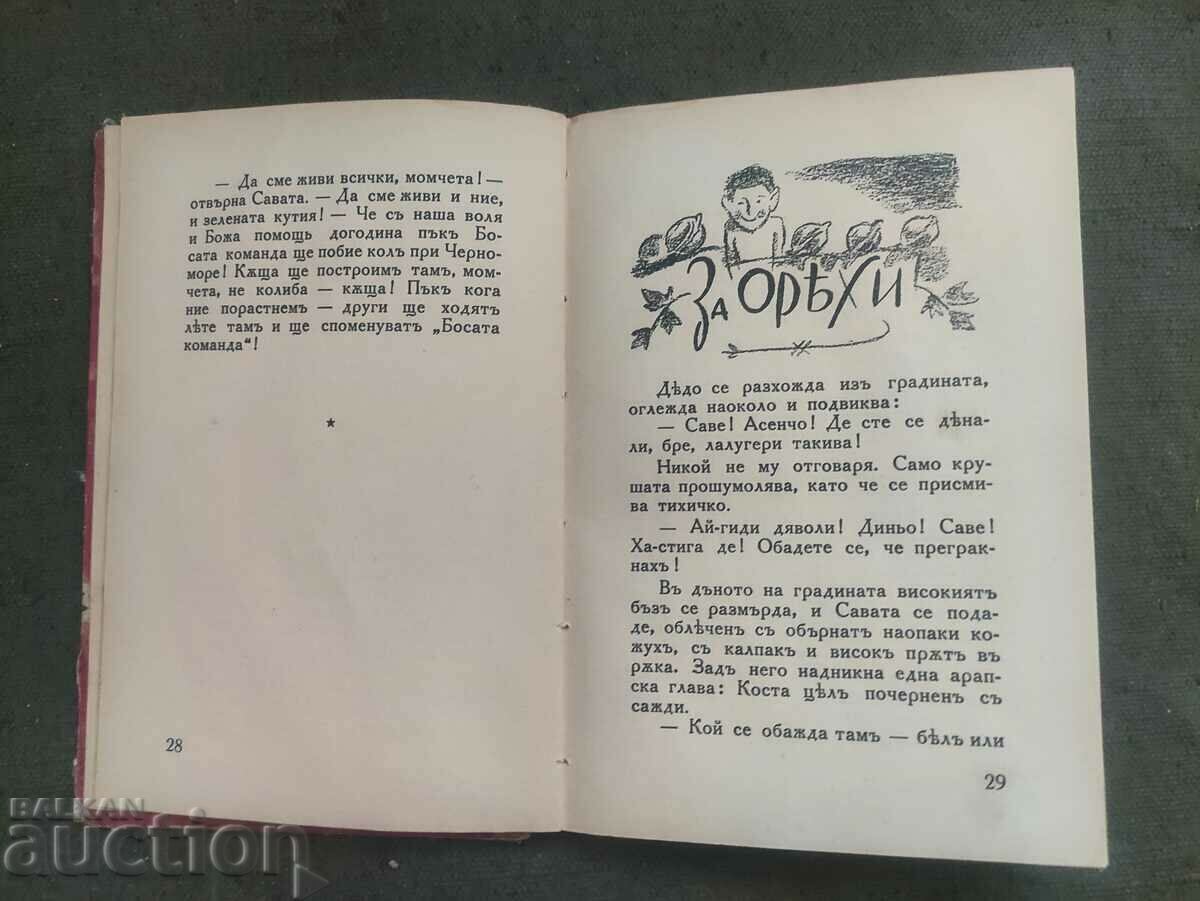 — Да сме живи всички, момчета! —
отвърна Савата. — Да сме живи и ние,
и зелената кутия! — Че съ наша воля
и Божа помощь догодина пъкъ Бо-
сата команда ще побие колъ при Черно-
море! Кѫща ще построимъ тамъ, мом-
чета, не колиба — кѫща! Пъкъ кога
ние порастнемъ — други ще ходятъ
лѣте тамъ и ще споменуватъ „Босата
команда“!
*
28
За орѣхи
Дѣдо се разхожда изъ градината,
оглежда наоколо и подвиква:
— Саве! Асенчо! Де сте се дѣна-
ли, бре, лалугери такива!
Никой не му отговаря. Само кру-
шата прошумолява, като че се присми-
ва тихичко.
— Ай-гиди дяволи! Диньо! Саве!
Ха-стига де! Обадете се, че преграк-
нахъ!
Въ дъното на градината високиятъ
бъзъ се размърда, и Савата се пода-
де, облѣченъ съ обърнатъ наопаки ко-
жухъ, съ калпакъ и високъ прѫтъ въ
рѫка. Задъ него надникна една арап-
ска глава: Коста цѣлъ почерненъ съ
сажди.
— Кой се обажда тамъ — бѣлъ или
29
BALKAN
auction